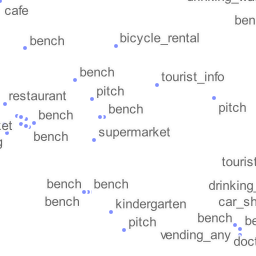 cafe
bench
bicycle_rental
bench
tourist_info
pitch
restaurant
pitch
bench
bench
bench
supermarket
bench
bench
bench
kindergarten
pitch
bench
vending_any